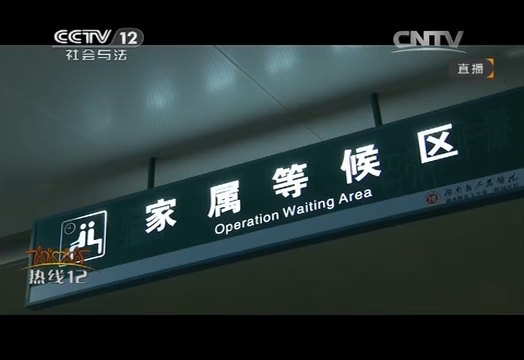 CCTV 12
社会与法
CNTV
直播
家属等候区
Operation Waiting Area
热线12